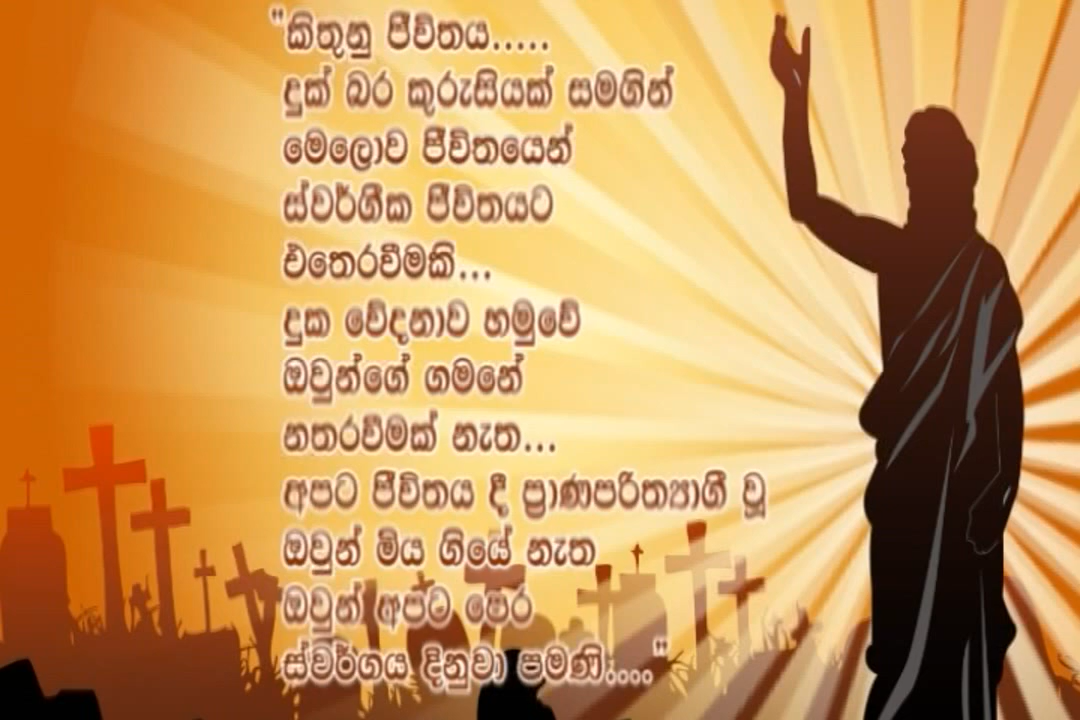 "කිතුනු ජීවිතය.....
දුක් බර කුරුසියක් සමගින්
මෙලොව ජීවිතයෙන්
ස්වර්ගීක ජීවිතයට
එතෙරවීමකි...
දුක වේදනාව හමුවේ
ඔවුන්ගේ ගමනේ
නතරවීමක් නැත...
අපට ජීවිතය දී ප්‍රාණපරිත්‍යාගී වූ
ඔවුන් මිය ගියේ නැත
ඔවුන් අපට පෙර
ස්වර්ගය දිනුවා පමණි...."